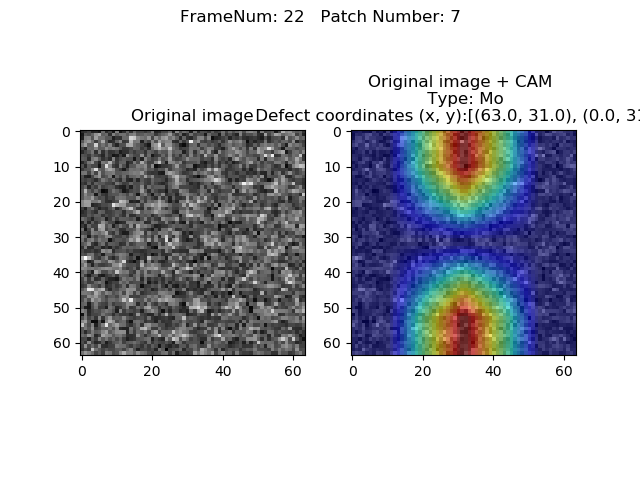 FrameNum: 22   Patch Number: 7
Original image + CAM
Type: Mo
Original image
Defect coordinates (x, y):[(63.0, 31.0), (0.0, 31
0
10
20
30
40
50
60
0 20 40 60
0
10
20
30
40
50
60
0 20 40 60